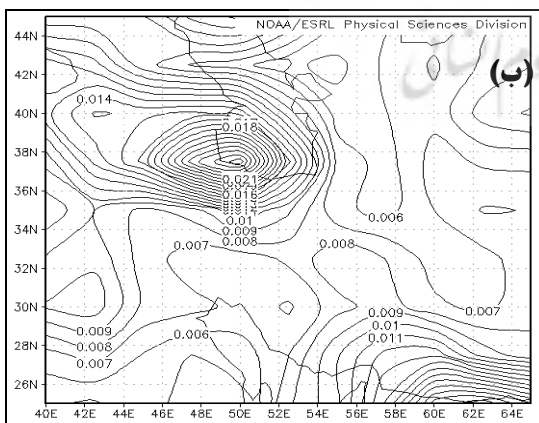 NOAA/ESRL Physical Sciences Division
(ب)
44N
42N
40N
38N
36N
34N
32N
30N
28N
26N
0.014
0.018
0.021
0.016
0.01
0.009
0.008
0.006
0.007
0.008
0.007
0.009
0.008
0.007
0.006
0.009
0.01
0.011
40E 42E 44E 46E 48E 50E 52E 54E 56E 58E 60E 62E 64E